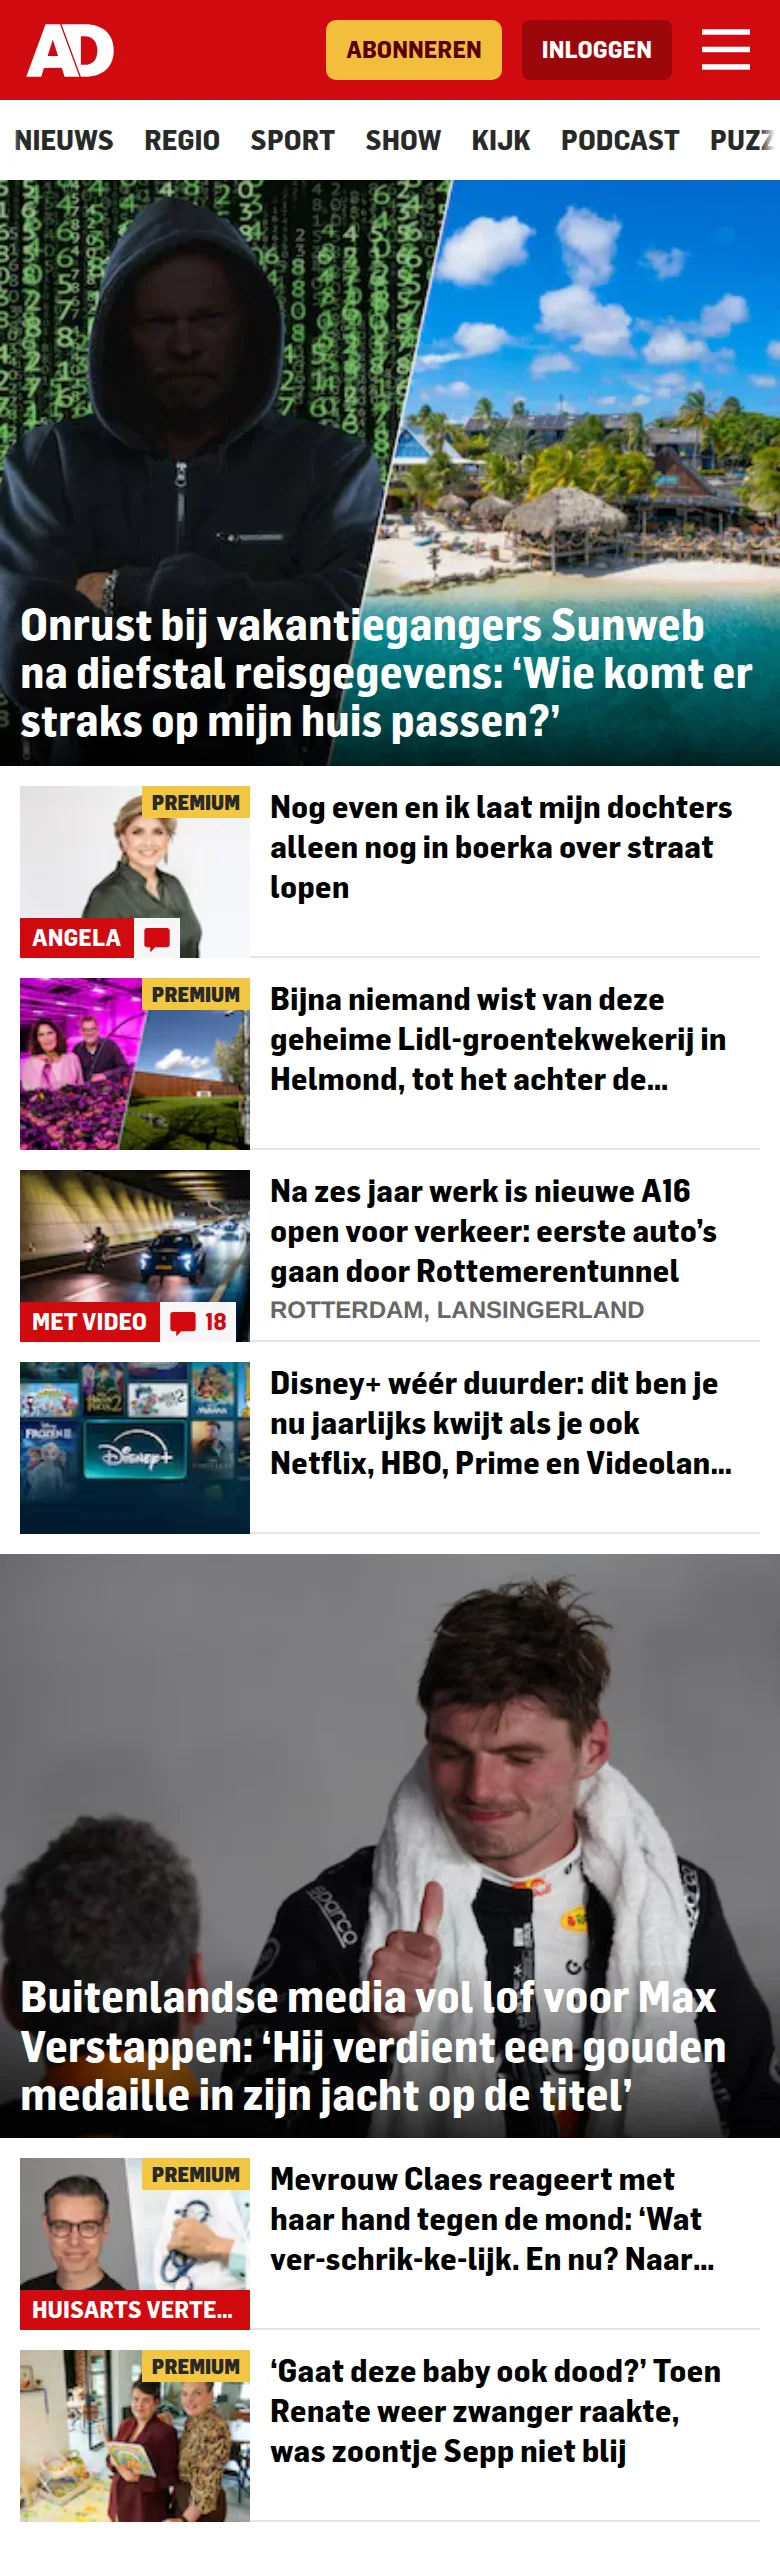 AD
ABONNEREN
INLOGGEN
NIEUWS REGIO SPORT SHOW KIJK PODCAST PUZZ
Onrust bij vakantiegangers Sunweb
na diefstal reisgegevens: ‘Wie komt er
straks op mijn huis passen?’
PREMIUM
ANGELA
Nog even en ik laat mijn dochters
alleen nog in boerka over straat
lopen
PREMIUM
Bijna niemand wist van deze
geheime Lidl-groentekwekerij in
Helmond, tot het achter de...
MET VIDEO
18
Na zes jaar werk is nieuwe A16
open voor verkeer: eerste auto’s
gaan door Rottemerentunnel
ROTTERDAM, LANSINGERLAND
FROZEN II
Disney+
Disney+ wéér duurder: dit ben je
nu jaarlijks kwijt als je ook
Netflix, HBO, Prime en Videolan...
sparco
Buitenlandse media vol lof voor Max
Verstappen: ‘Hij verdient een gouden
medaille in zijn jacht op de titel’
PREMIUM
HUISARTS VERTE...
Mevrouw Claes reageert met
haar hand tegen de mond: ‘Wat
ver-schrik-ke-lijk. En nu? Naar...
PREMIUM
‘Gaat deze baby ook dood?’ Toen
Renate weer zwanger raakte,
was zoontje Sepp niet blij